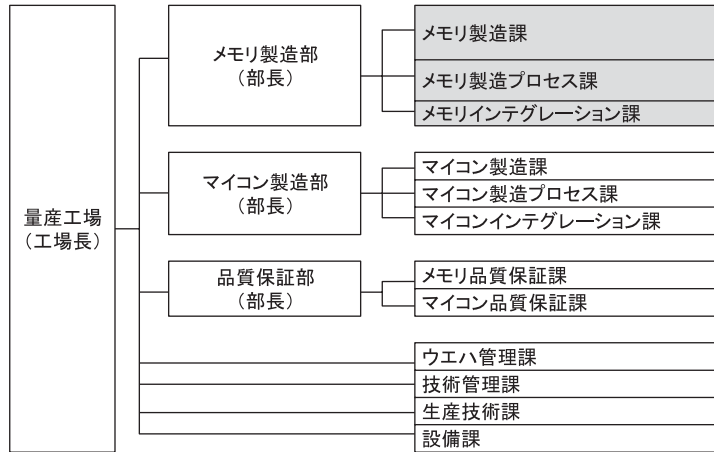 量産工場
（工場長）
メモリ製造部
（部長）
メモリ製造課
メモリ製造プロセス課
メモリインテグレーション課
マイコン製造部
（部長）
マイコン製造課
マイコン製造プロセス課
マイコンインテグレーション課
品質保証部
（部長）
メモリ品質保証課
マイコン品質保証課
ウエハ管理課
技術管理課
生産技術課
設備課